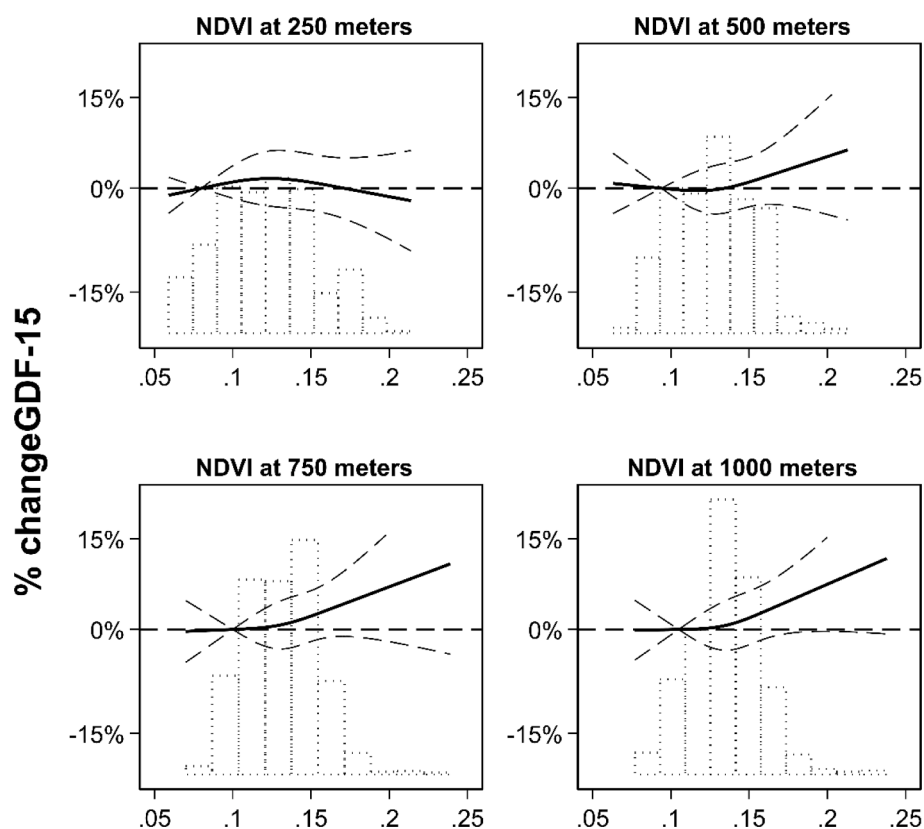 NDVI at 250 meters
15%
0%
-15%
.05 .1 .15 .2 .25
NDVI at 500 meters
15%
0%
-15%
.05 .1 .15 .2 .25
% changeGDF-15
NDVI at 750 meters
15%
0%
-15%
.05 .1 .15 .2 .25
NDVI at 1000 meters
15%
0%
-15%
.05 .1 .15 .2 .25